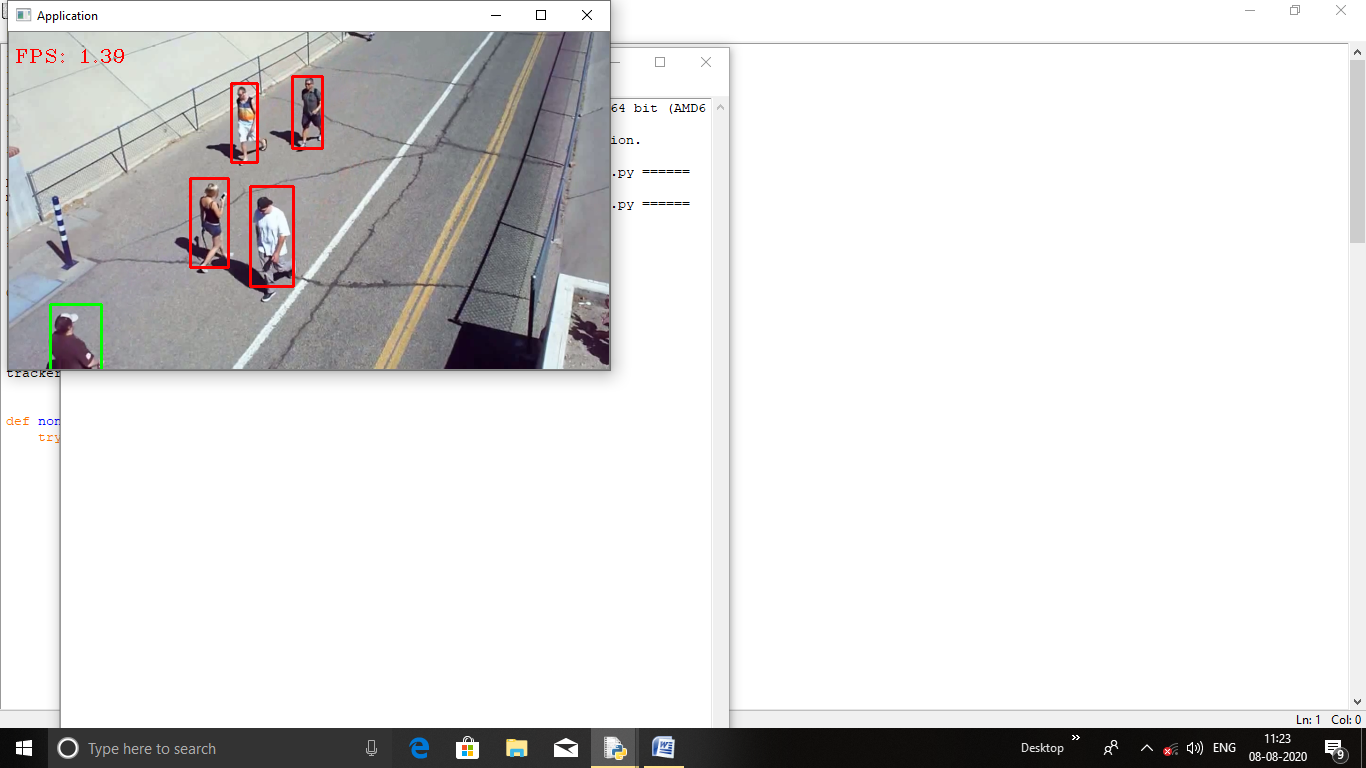 Application
FPS: 1.39
64 bit (AMD6
ion.
.py ======
.py ======
tracker
def non
try
Ln: 1 Col: 0
Type here to search
Desktop
ENG
11:23
08-08-2020
9